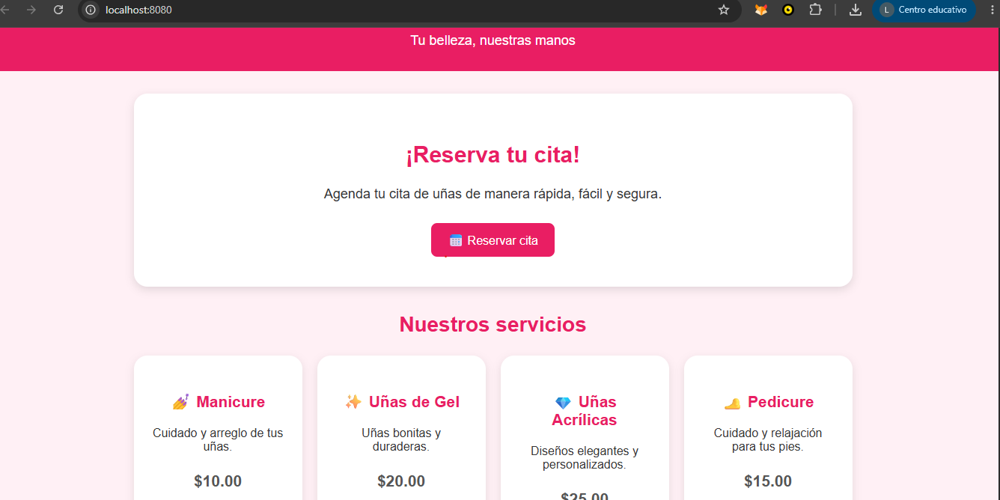 localhost:8080
L Centro educativo
Tu belleza, nuestras manos
¡Reserva tu cita!
Agenda tu cita de uñas de manera rápida, fácil y segura.
Reservar cita
Nuestros servicios
Manicure
Cuidado y arreglo de tus
uñas.
$10.00
Uñas de Gel
Uñas bonitas y
duraderas.
$20.00
Uñas
Acrílicas
Diseños elegantes y
personalizados.
$25.00
Pedicure
Cuidado y relajación
para tus pies.
$15.00